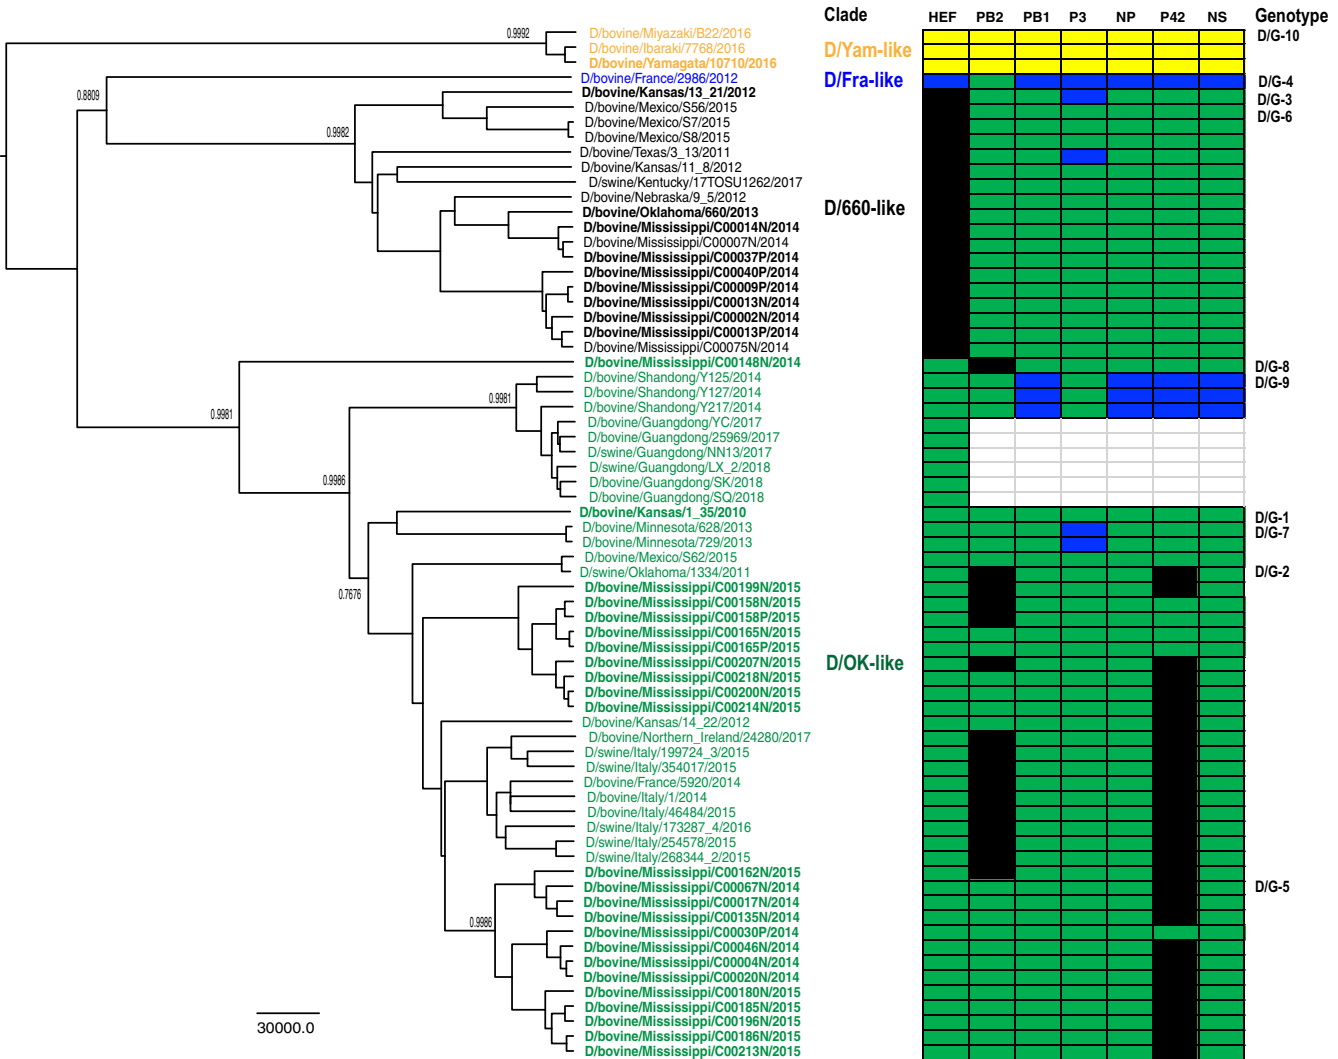 Clade HEF PB2 PB1 P3 NP P42 NS Genotype
0.9992 D/bovine/Miyazaki/B22/2016 D/G-10
D/bovine/Ibaraki/7768/2016 D/Yam-like
D/bovine/Yamagata/10710/2016
D/bovine/France/2986/2012 D/Fra-like D/G-4
0.8809 D/bovine/Kansas/13_21/2012 D/G-3
D/bovine/Mexico/S56/2015 D/G-6
D/bovine/Mexico/S7/2015
0.9982 D/bovine/Mexico/S8/2015
D/bovine/Texas/3_13/2011
D/bovine/Kansas/11_8/2012
D/swine/Kentucky/17TOSU1262/2017
D/bovine/Nebraska/9_5/2012
D/bovine/Oklahoma/660/2013 D/660-like
D/bovine/Mississippi/C00014N/2014
D/bovine/Mississippi/C00007N/2014
D/bovine/Mississippi/C00037P/2014
D/bovine/Mississippi/C00040P/2014
D/bovine/Mississippi/C00009P/2014
D/bovine/Mississippi/C00013N/2014
D/bovine/Mississippi/C00002N/2014
D/bovine/Mississippi/C00013P/2014
D/bovine/Mississippi/C00075N/2014
D/bovine/Mississippi/C00148N/2014 D/G-8
D/bovine/Shandong/Y125/2014 D/G-9
0.9981 D/bovine/Shandong/Y127/2014
0.9981 D/bovine/Shandong/Y217/2014
D/bovine/Guangdong/YC/2017
D/bovine/Guangdong/25969/2017
D/swine/Guangdong/NN13/2017
D/swine/Guangdong/LX_2/2018
0.9986 D/bovine/Guangdong/SK/2018
D/bovine/Guangdong/SQ/2018
D/bovine/Kansas/1_35/2010 D/G-1
D/bovine/Minnesota/628/2013 D/G-7
D/bovine/Minnesota/729/2013
D/bovine/Mexico/S62/2015
D/swine/Oklahoma/1334/2011 D/G-2
0.7676 D/bovine/Mississippi/C00199N/2015
D/bovine/Mississippi/C00158N/2015
D/bovine/Mississippi/C00158P/2015
D/bovine/Mississippi/C00165N/2015
D/bovine/Mississippi/C00165P/2015
D/bovine/Mississippi/C00207N/2015 D/OK-like
D/bovine/Mississippi/C00218N/2015
D/bovine/Mississippi/C00200N/2015
D/bovine/Mississippi/C00214N/2015
D/bovine/Kansas/14_22/2012
D/bovine/Northern_Ireland/24280/2017
D/swine/Italy/199724_3/2015
D/swine/Italy/354017/2015
D/bovine/France/5920/2014
D/bovine/Italy/1/2014
D/bovine/Italy/46484/2015
D/swine/Italy/173287_4/2016
D/swine/Italy/254578/2015
D/swine/Italy/268344_2/2015
D/bovine/Mississippi/C00162N/2015
D/bovine/Mississippi/C00067N/2014 D/G-5
D/bovine/Mississippi/C00017N/2014
0.9986 D/bovine/Mississippi/C00135N/2014
D/bovine/Mississippi/C00030P/2014
D/bovine/Mississippi/C00046N/2014
D/bovine/Mississippi/C00004N/2014
D/bovine/Mississippi/C00020N/2014
D/bovine/Mississippi/C00180N/2015
D/bovine/Mississippi/C00185N/2015
D/bovine/Mississippi/C00196N/2015
30000.0 D/bovine/Mississippi/C00186N/2015
D/bovine/Mississippi/C00213N/2015